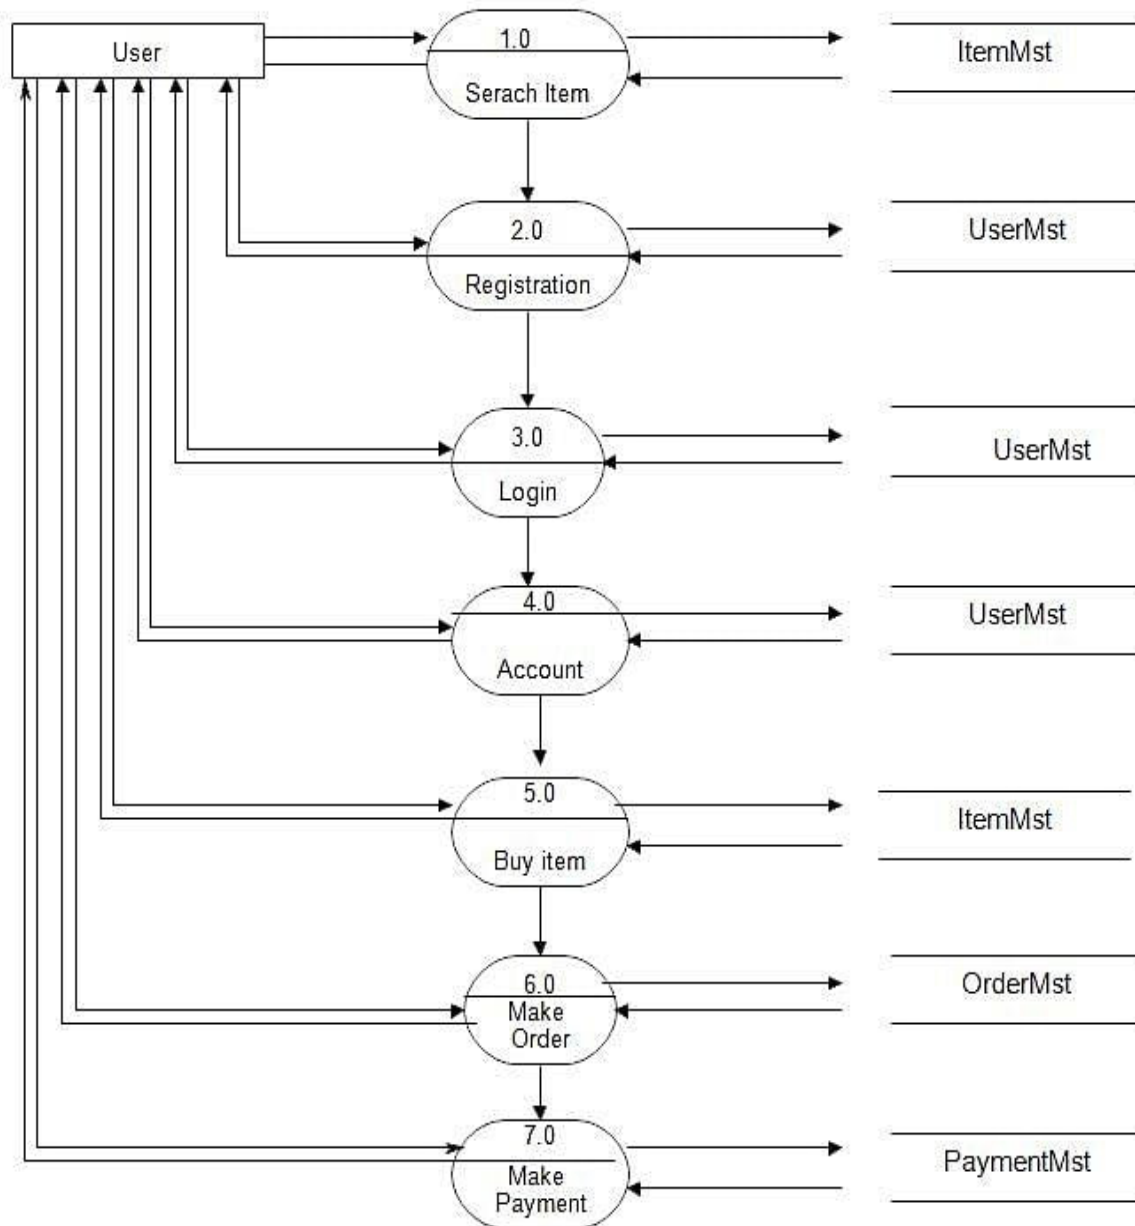 User
1.0
Serach Item
ItemMst
2.0
Registration
UserMst
3.0
Login
UserMst
4.0
Account
UserMst
5.0
Buy item
ItemMst
6.0
Make
Order
OrderMst
7.0
Make
Payment
PaymentMst